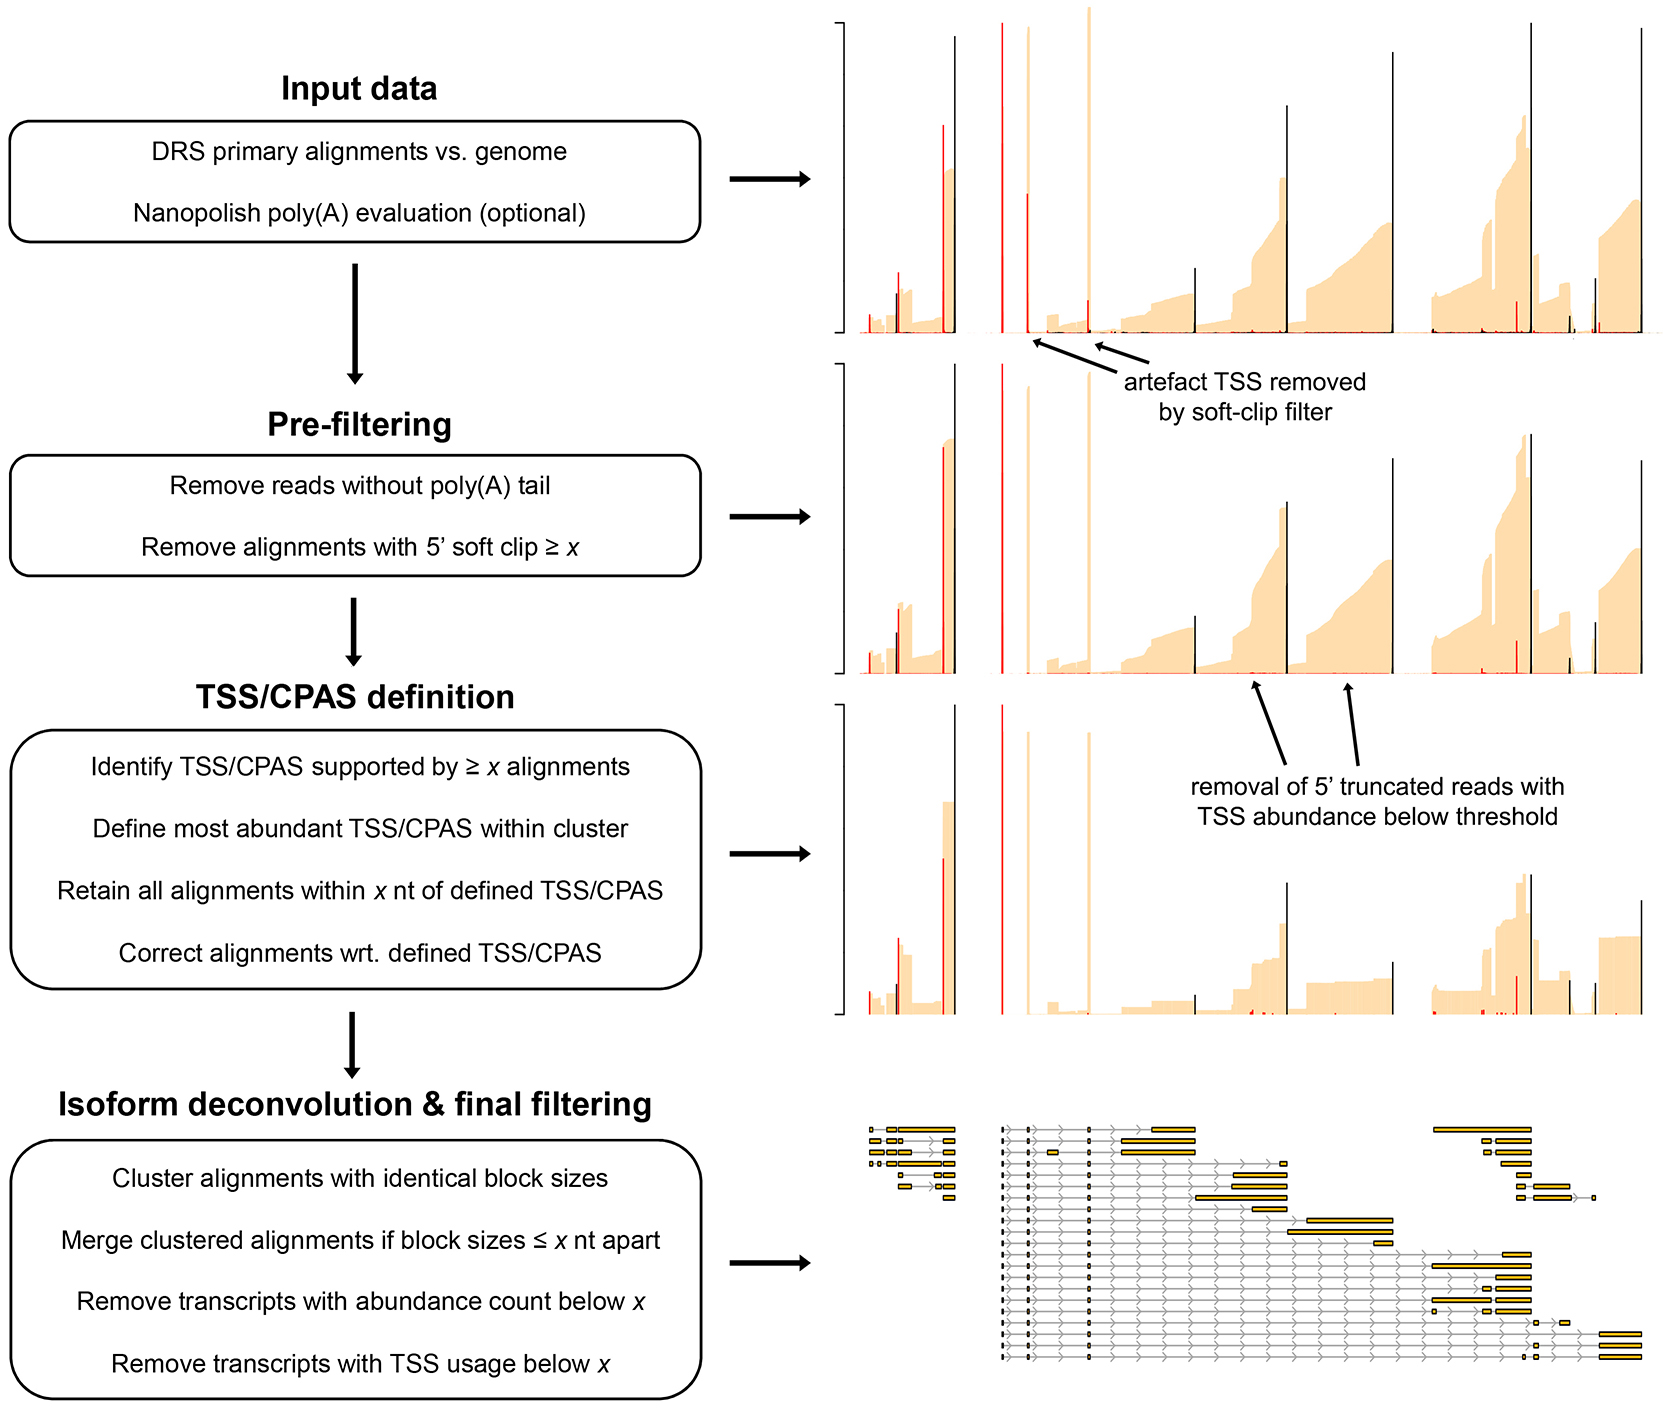 Input data
DRS primary alignments vs. genome
Nanopolish poly(A) evaluation (optional)
artefact TSS removed
by soft-clip filter
Pre-filtering
Remove reads without poly(A) tail
Remove alignments with 5’ soft clip ≥ x
TSS/CPAS definition
Identify TSS/CPAS supported by ≥ x alignments
Define most abundant TSS/CPAS within cluster
Retain all alignments within x nt of defined TSS/CPAS
Correct alignments wrt. defined TSS/CPAS
removal of 5’ truncated reads with
TSS abundance below threshold
Isoform deconvolution & final filtering
Cluster alignments with identical block sizes
Merge clustered alignments if block sizes ≤ x nt apart
Remove transcripts with abundance count below x
Remove transcripts with TSS usage below x